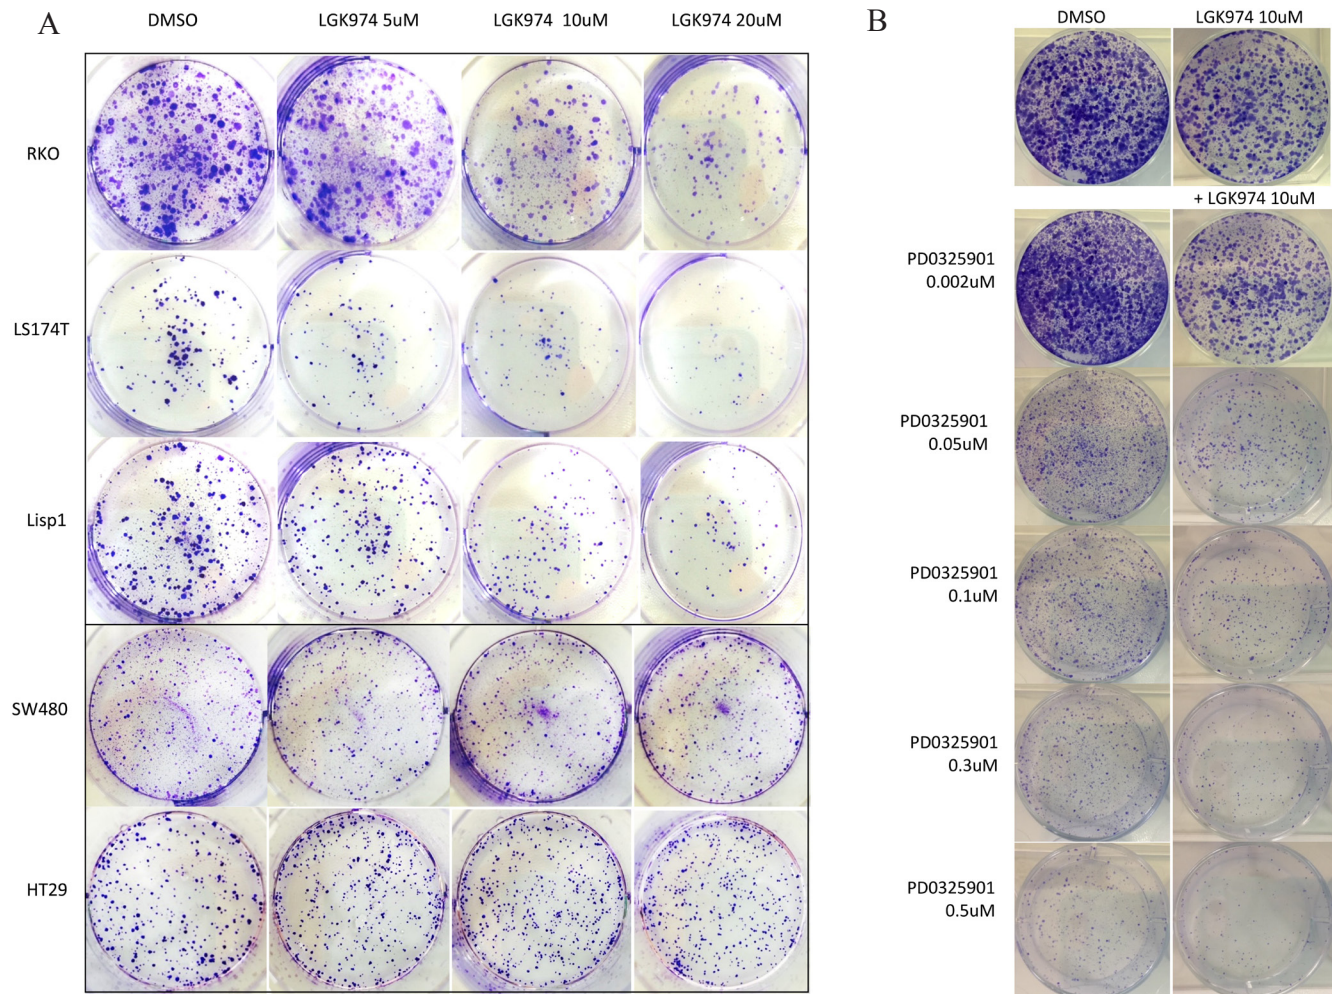 A
DMSO
LGK974 5uM
LGK974  10uM
LGK974 20uM
RKO
LS174T
Lisp1
SW480
HT29
B
DMSO
LGK974 10uM
+ LGK974 10uM
PD0325901
0.002uM
PD0325901
0.05uM
PD0325901
0.1uM
PD0325901
0.3uM
PD0325901
0.5uM